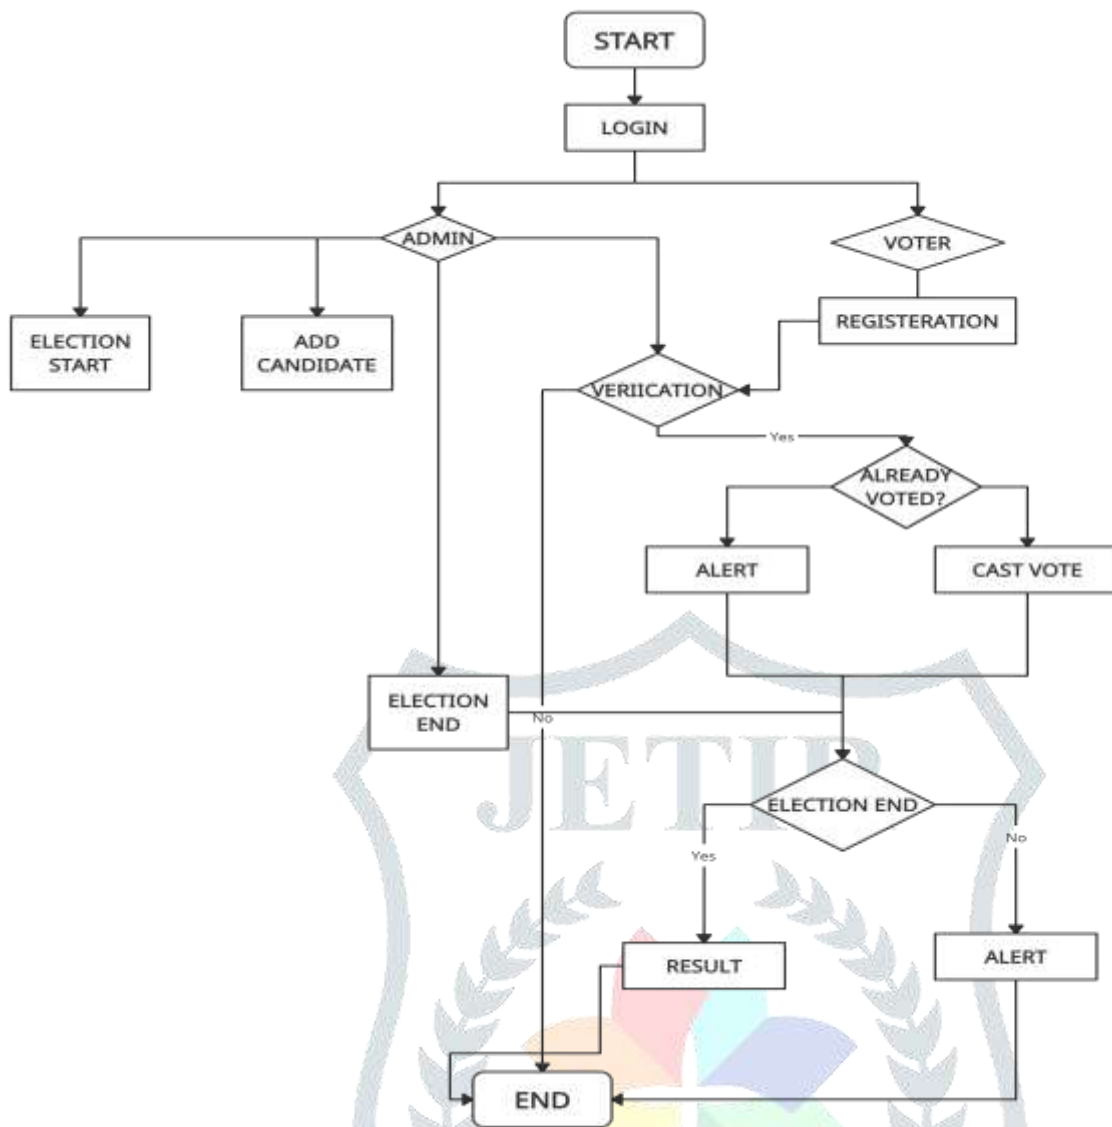 START
LOGIN
ADMIN
VOTER
REGISTERATION
ELECTION
START
ADD
CANDIDATE
VERIICATION
Yes
ALREADY
VOTED?
ALERT
CAST VOTE
ELECTION
END
No
JETIR
ELECTION END
Yes
No
RESULT
ALERT
END